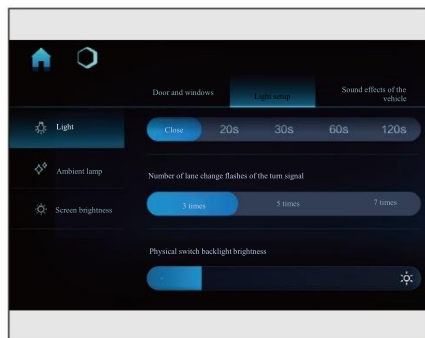 Door and windows
Light setup
Sound effects of the
vehicle
Light
Close 20s 30s 60s 120s
Ambient lamp
Number of lane change flashes of the turn signal
3 times 5 times 7 times
Screen brightness
Physical switch backlight brightness